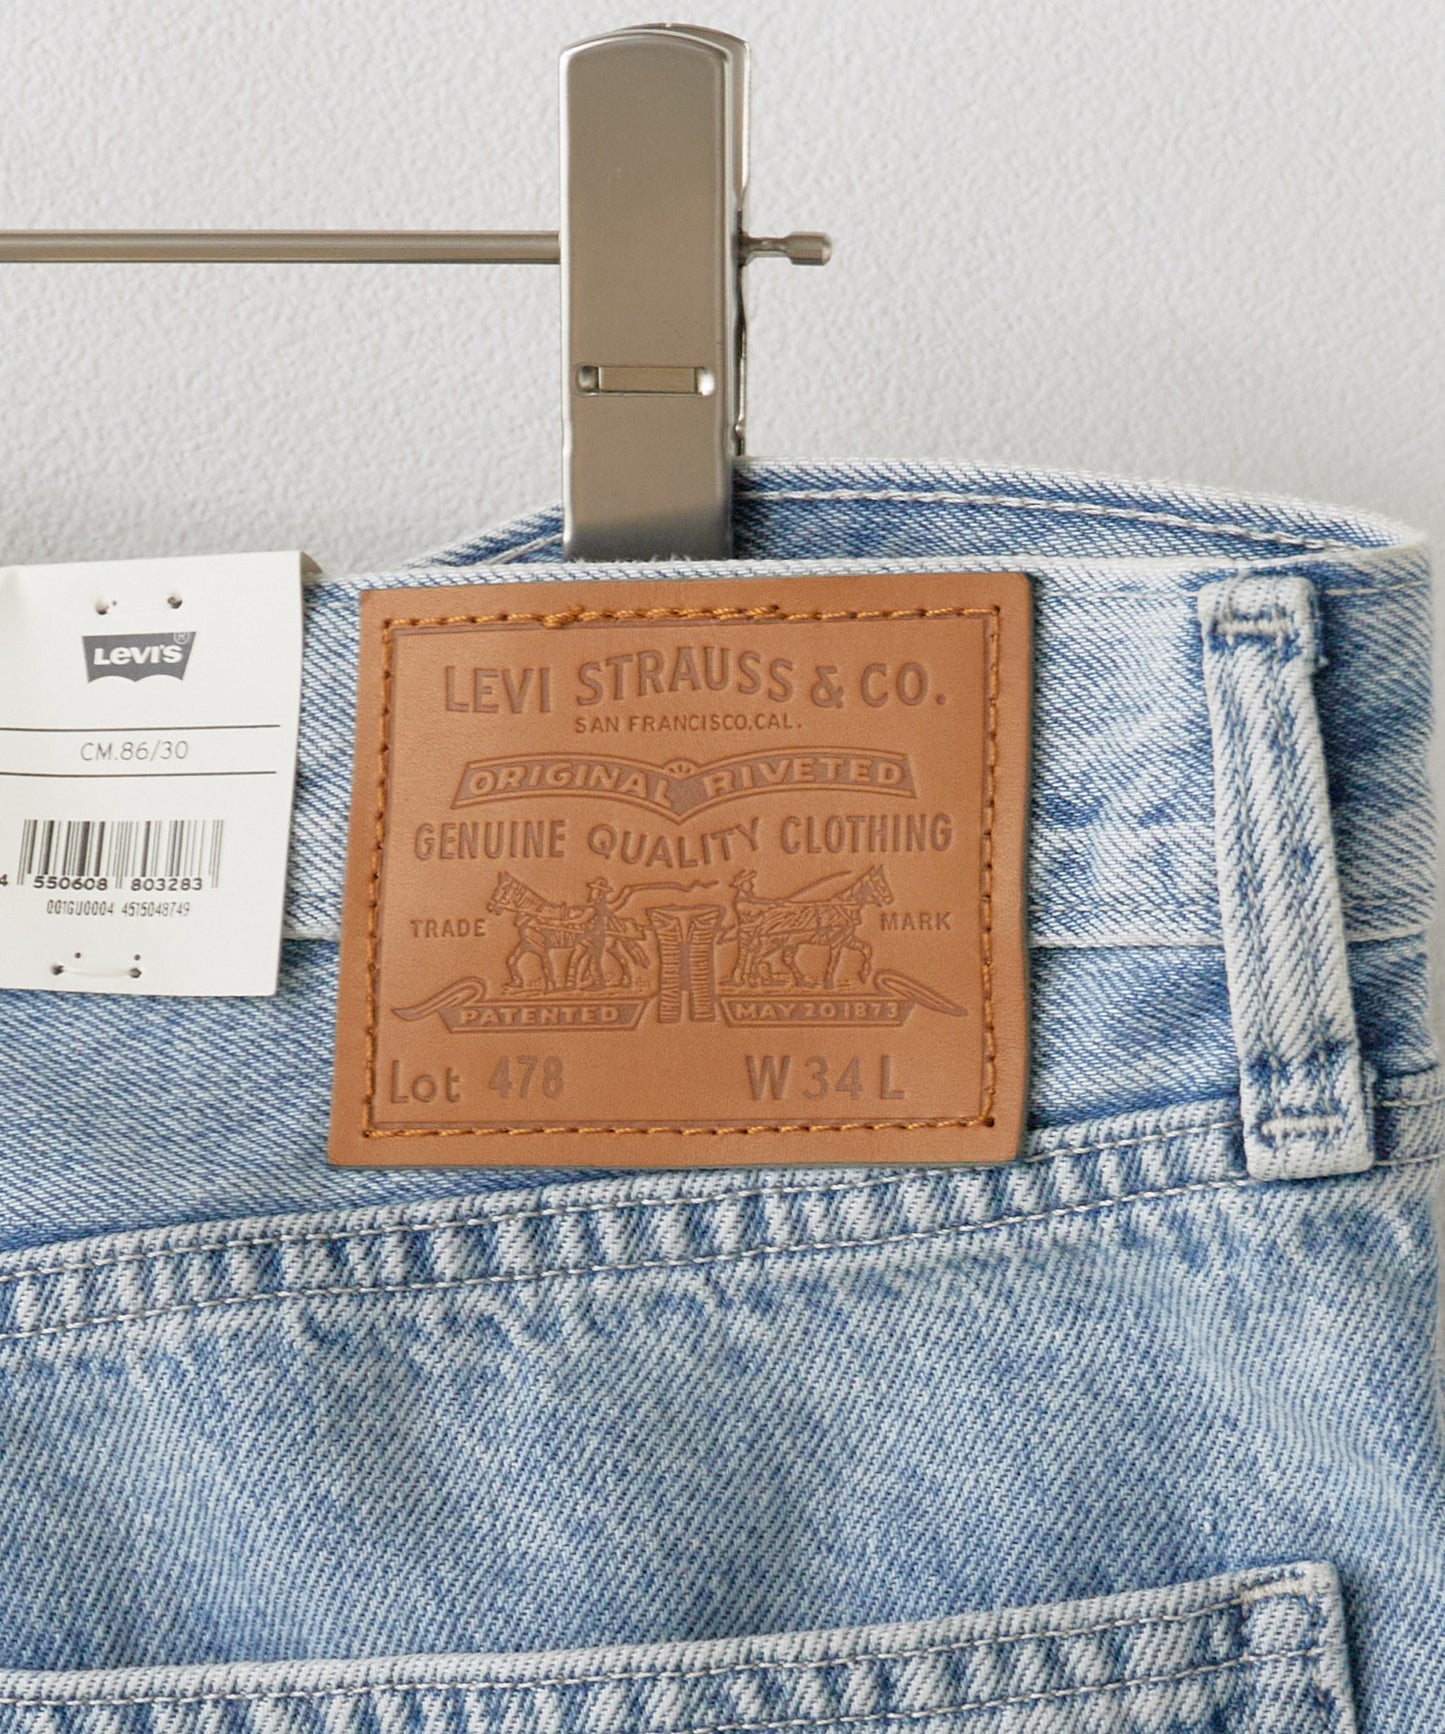 Levi's®
CM.86/30
4 550608 803283
001GU0004 4515048749
LEVI STRAUSS & CO.
SAN FRANCISCO, CAL.
ORIGINAL RIVETED
GENUINE QUALITY CLOTHING
TRADE MARK
PATENTED MAY 20 1873
Lot 478 W 34 L